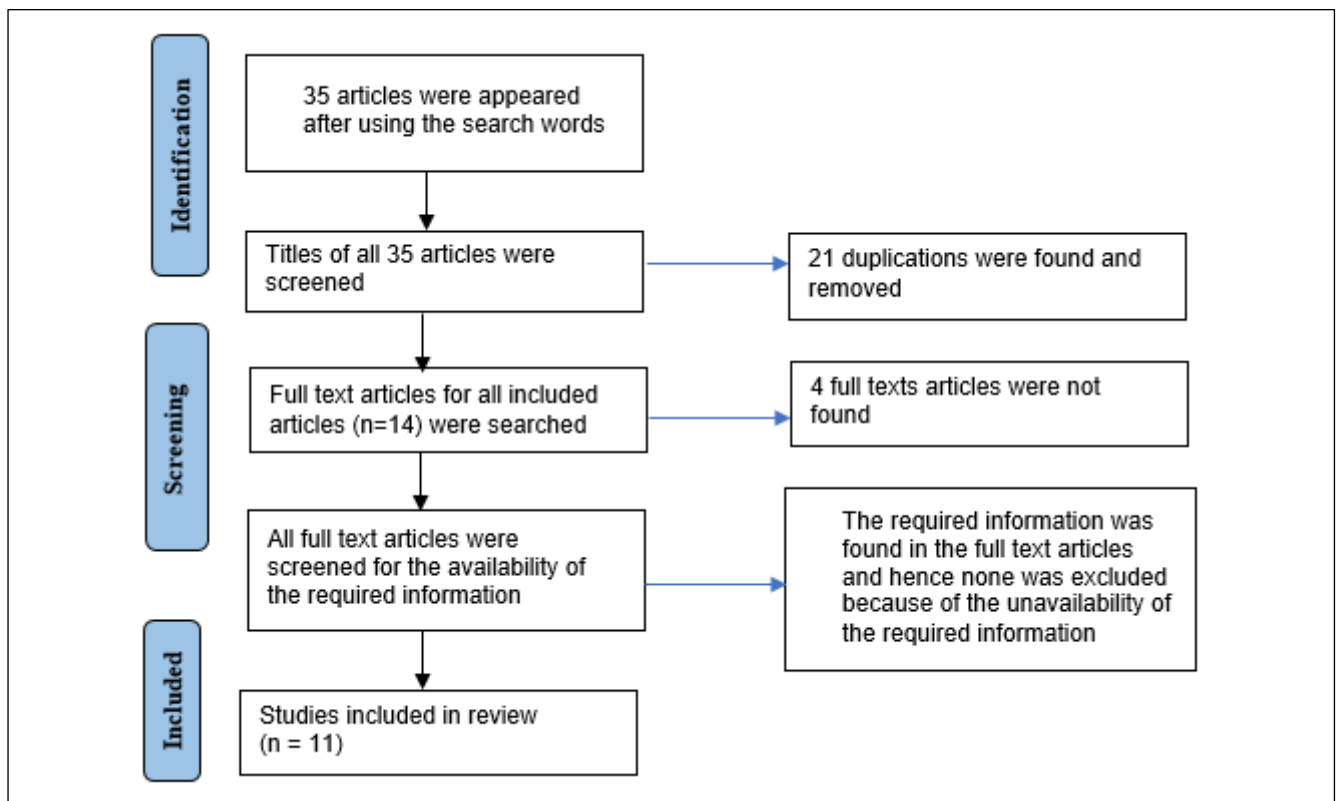 Identification
35 articles were appeared
after using the search words
Titles of all 35 articles were
screened
21 duplications were found and
removed
Screening
Full text articles for all included
articles (n=14) were searched
4 full texts articles were not
found
All full text articles were
screened for the availability of
the required information
The required information was
found in the full text articles
and hence none was excluded
because of the unavailability of
the required information
Included
Studies included in review
(n = 11)